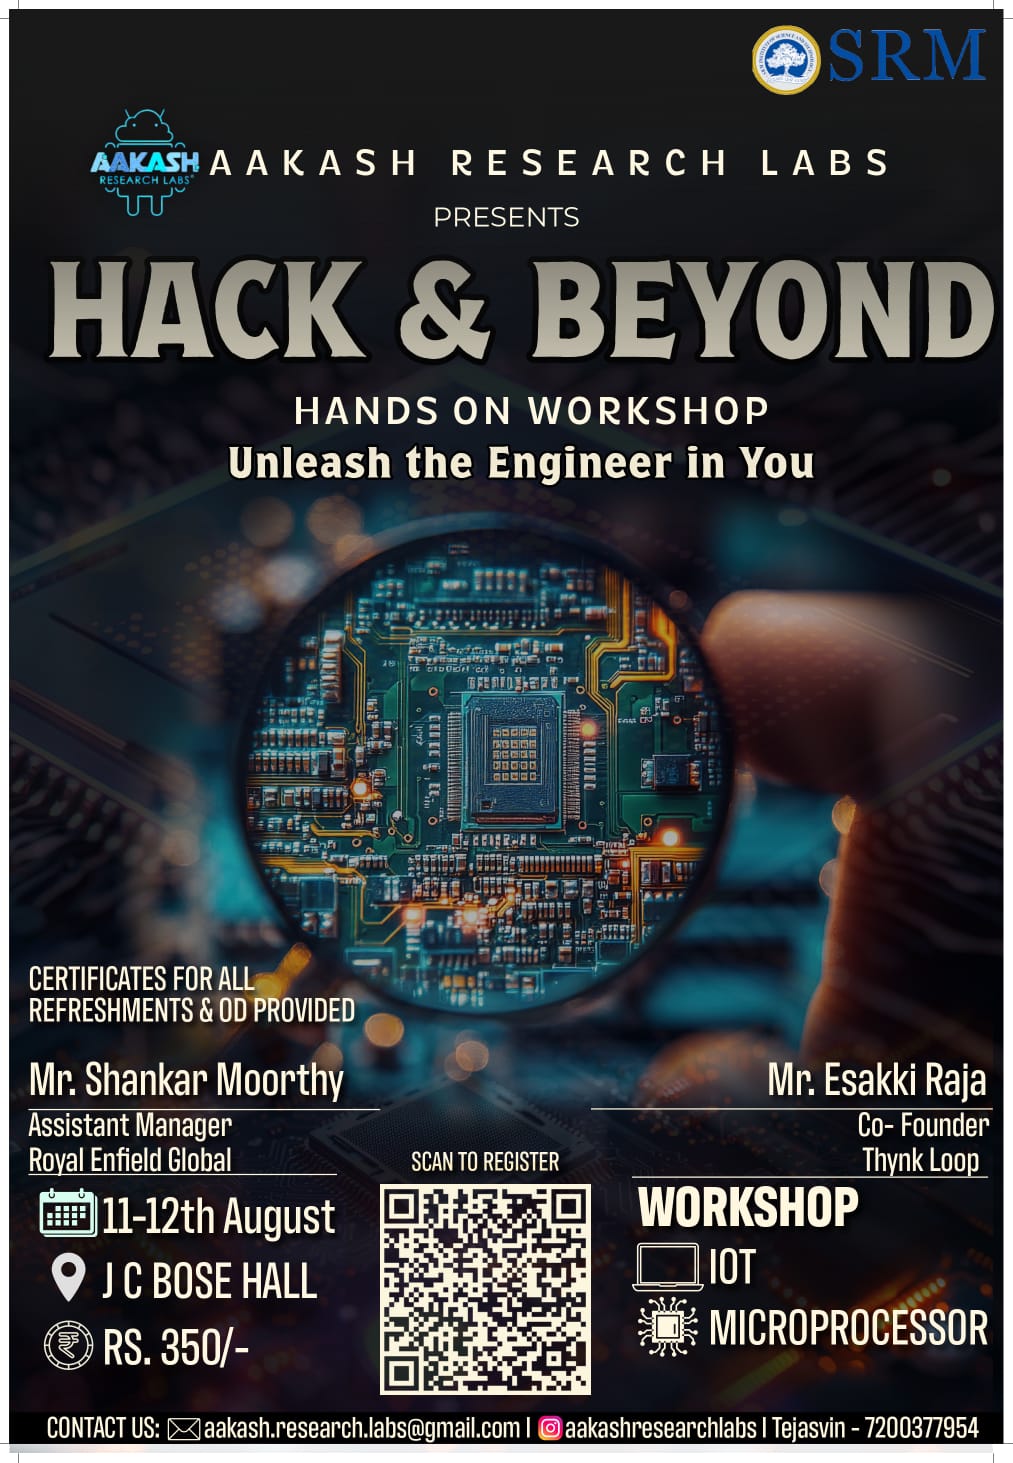 SRM
AAKASH
RESEARCH LABS
AAKASH RESEARCH LABS
PRESENTS
HACK & BEYOND
HANDS ON WORKSHOP
Unleash the Engineer in You
CERTIFICATES FOR ALL
REFRESHMENTS & OD PROVIDED
Mr. Shankar Moorthy
Assistant Manager
Royal Enfield Global
Mr. Esakki Raja
Co- Founder
Thynk Loop
11-12th August
J C BOSE HALL
RS. 350/-
SCAN TO REGISTER
WORKSHOP
IOT
MICROPROCESSOR
CONTACT US: aakash.research.labs@gmail.com | aakashresearchlabs | Tejasvin - 7200377954